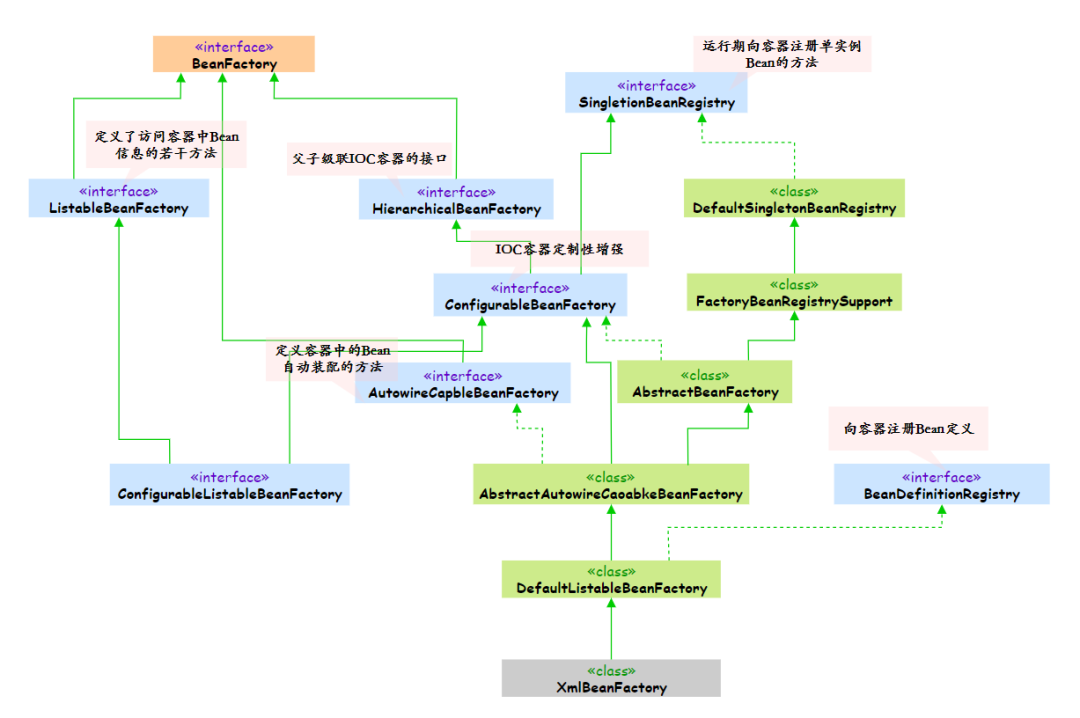 «interface»
BeanFactory
运行期向容器注册单实例
Bean的方法
«interface»
SingletionBeanRegistry
定义了访问容器中Bean
信息的若干方法
父子级联IOC容器的接口
«interface»
ListableBeanFactory
«interface»
HierarchicalBeanFactory
«class»
DefaultSingletonBeanRegistry
IOC容器定制性增强
«interface»
ConfigurableBeanFactory
«class»
FactoryBeanRegistrySupport
定义容器中的Bean
自动装配的方法
«interface»
AutowireCapbleBeanFactory
«class»
AbstractBeanFactory
向容器注册Bean定义
«interface»
ConfigurableListableBeanFactory
«class»
AbstractAutowireCaoabkeBeanFactory
«interface»
BeanDefinitionRegistry
«class»
DefaultListableBeanFactory
«class»
XmlBeanFactory